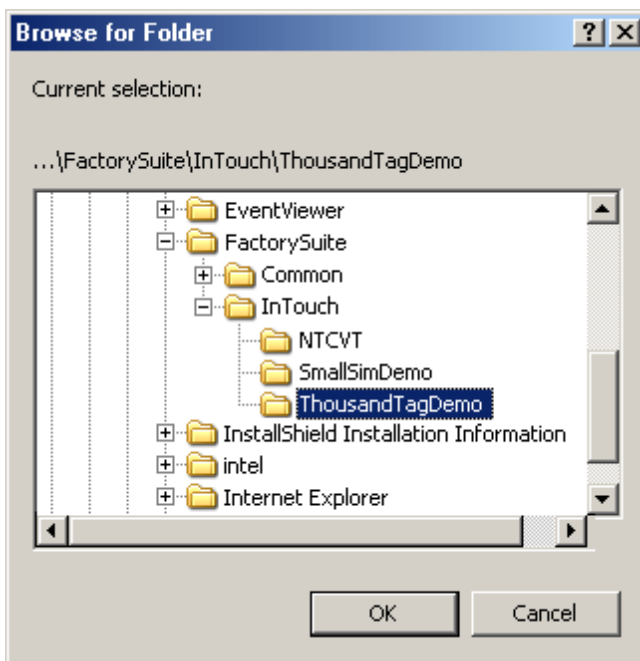 Browse for Folder
Current selection:
...\FactorySuite\InTouch\ThousandTagDemo
EventViewer
FactorySuite
Common
InTouch
NTCVT
SmallSimDemo
ThousandTagDemo
InstallShield Installation Information
intel
Internet Explorer
OK Cancel